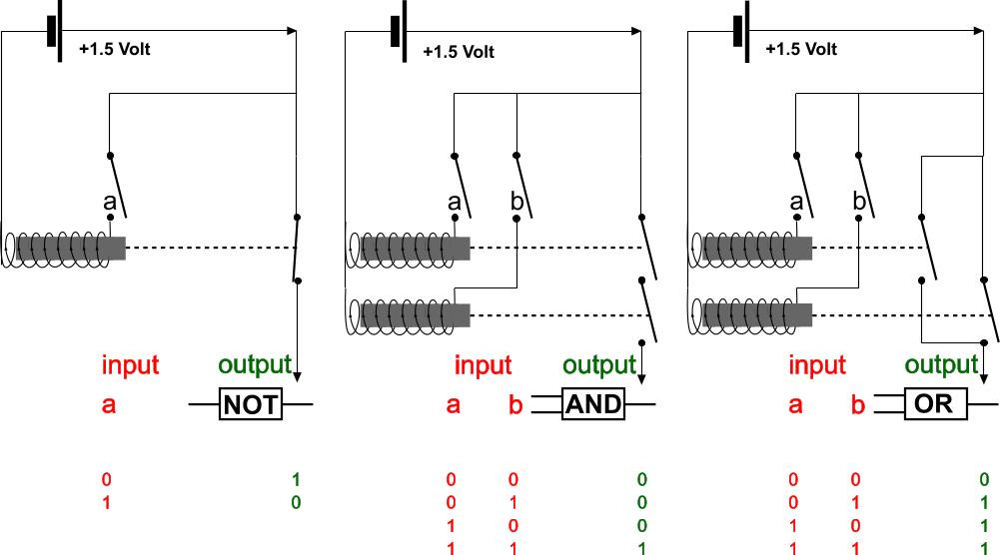 +1.5 Volt +1.5 Volt +1.5 Volt
a a b a b
input output input output input output
a NOT a b AND a b OR
0 1 0 0 0 0 0 0
1 0 0 1 0 0 1 1
1 0 0 1 0 1
1 1 1 1 1 1